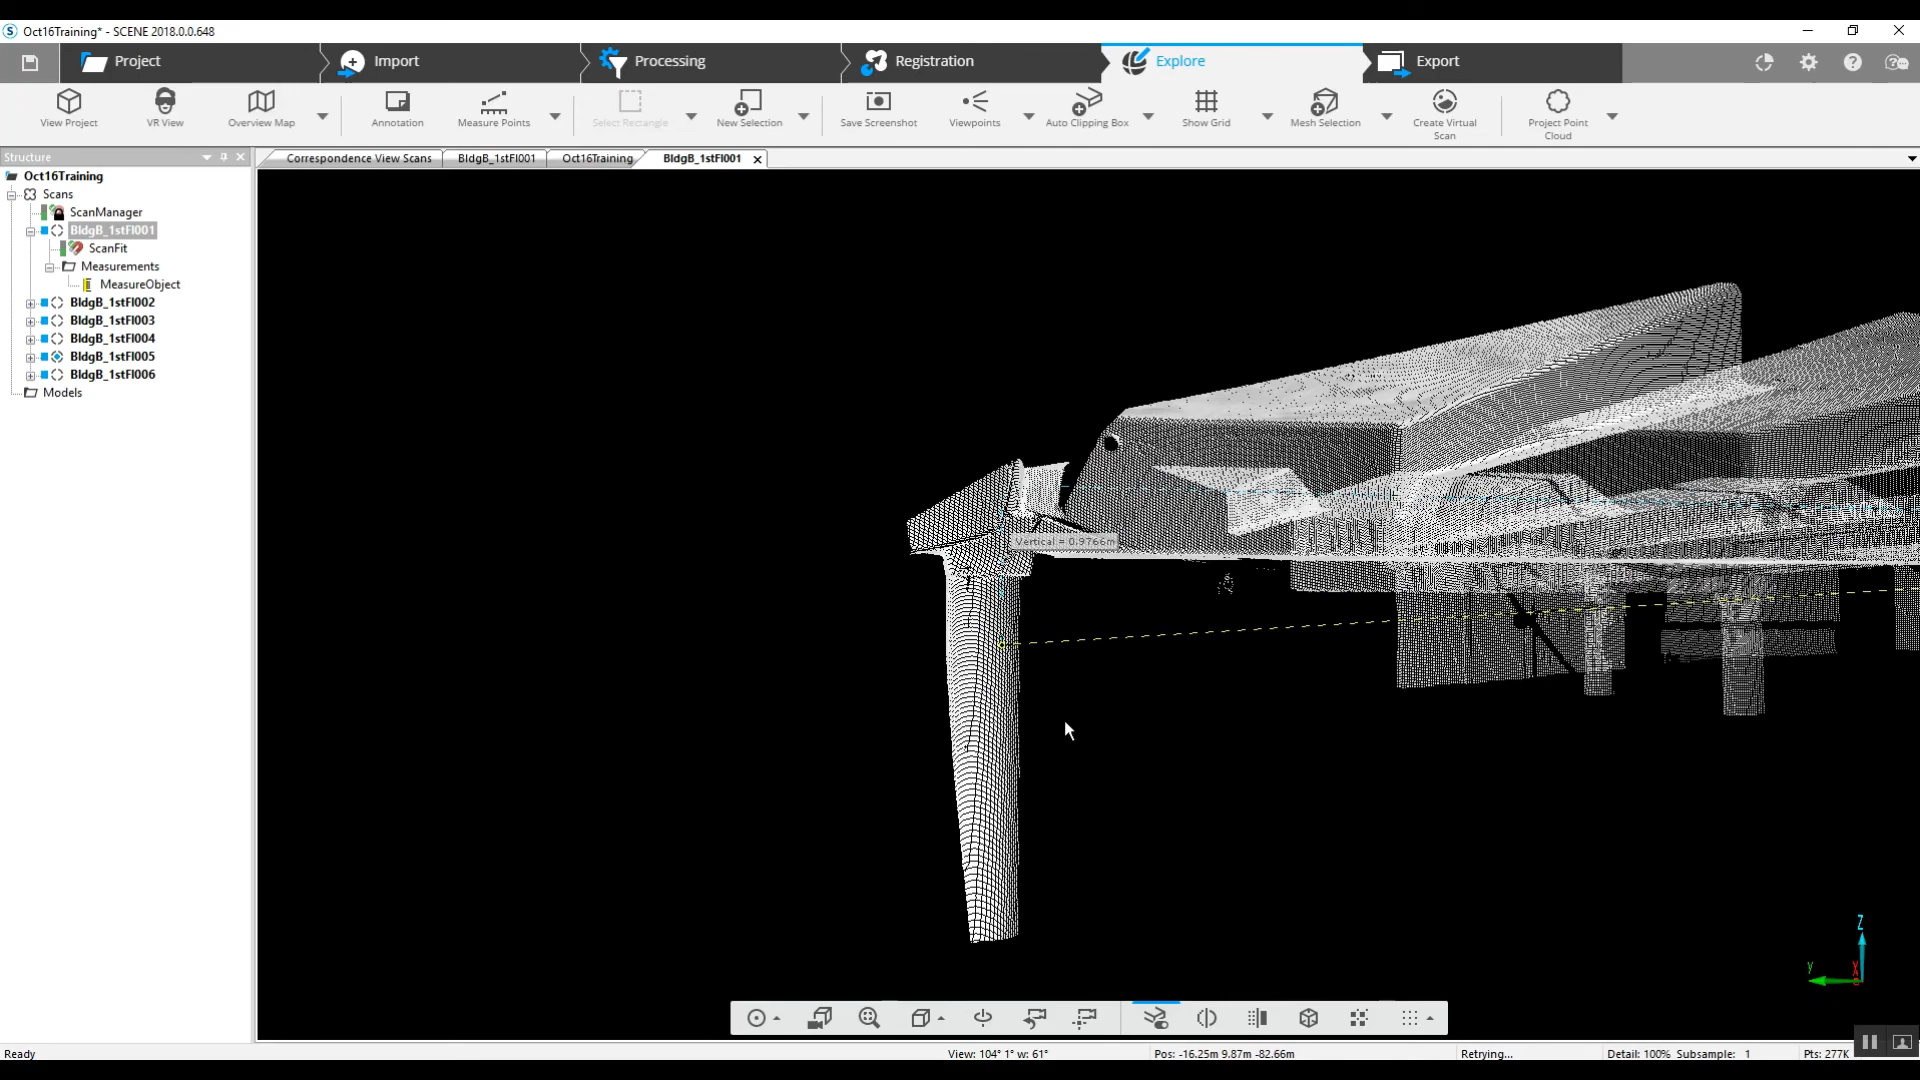 Oct16Training* - SCENE 2018.0.0.648
Project
Import
Processing
Registration
Explore
Export
View Project
VR View
Overview Map
Annotation
Measure Points
Select Rectangle
New Selection
Save Screenshot
Viewpoints
Auto Clipping Box
Show Grid
Mesh Selection
Create Virtual
Scan
Project Point
Cloud
Structure
Correspondence View Scans
BldgB_1stFl001
Oct16Training
BldgB_1stFl001
Oct16Training
Scans
ScanManager
BldgB_1stFl001
ScanFit
Measurements
MeasureObject
BldgB_1stFl002
BldgB_1stFl003
BldgB_1stFl004
BldgB_1stFl005
BldgB_1stFl006
Models
Vertical = 0.9766m
Z
y
X
Ready
View: 104° 1° w: 61°
Pos: -16.25m 9.87m -82.66m
Retrying...
Detail: 100% Subsample: 1
Pts: 277K